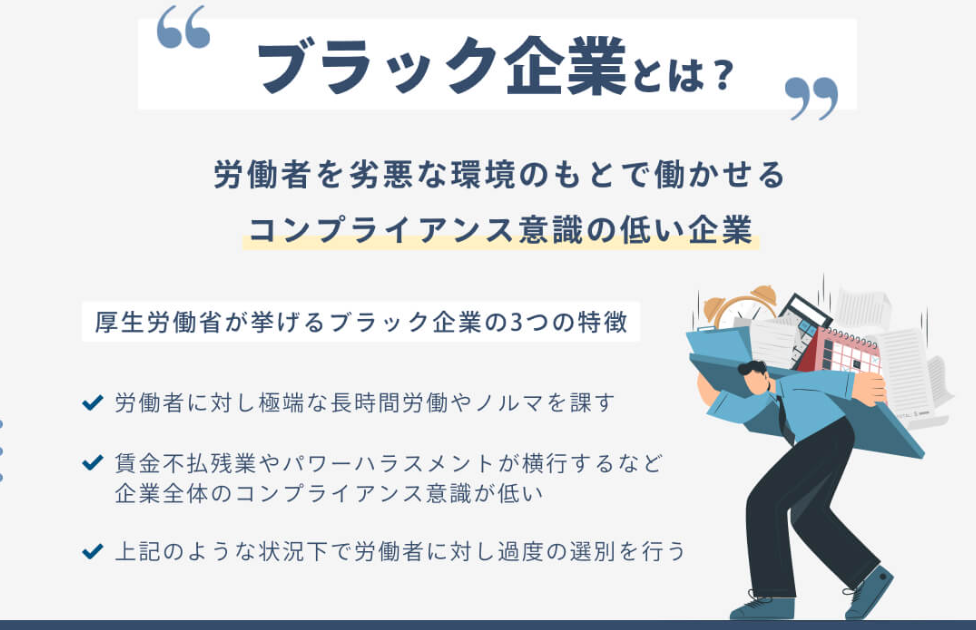 “ブラック企業とは？”
労働者を劣悪な環境のもとで働かせる
コンプライアンス意識の低い企業
厚生労働省が挙げるブラック企業の3つの特徴
労働者に対し極端な長時間労働やノルマを課す
賃金不払残業やパワーハラスメントが横行するなど
企業全体のコンプライアンス意識が低い
上記のような状況下で労働者に対し過度の選別を行う